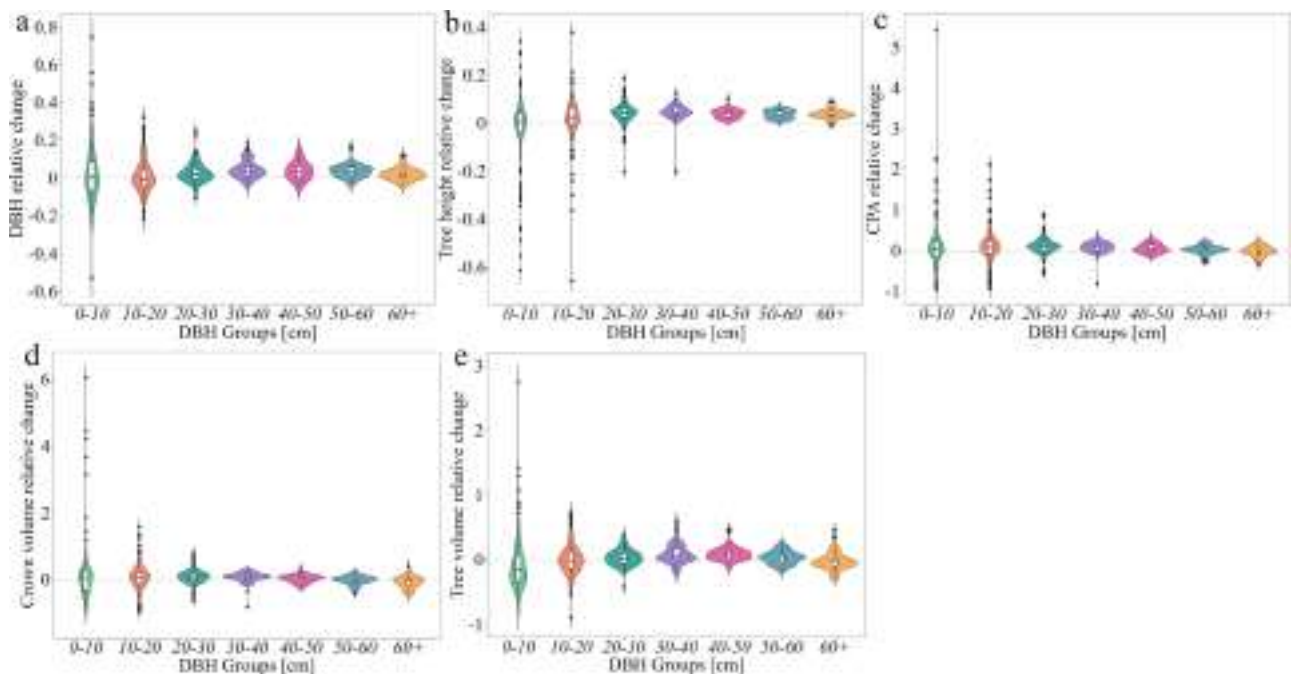 a
DBH relative change
0.8
0.6
0.4
0.2
0
-0.2
-0.4
-0.6
0-10 10-20 20-30 30-40 40-50 50-60 60+
DBH Groups [cm]
b
Tree height relative change
0.4
0.2
0
-0.2
-0.4
-0.6
0-10 10-20 20-30 30-40 40-50 50-60 60+
DBH Groups [cm]
c
CPA relative change
5
4
3
2
1
0
-1
0-10 10-20 20-30 30-40 40-50 50-60 60+
DBH Groups [cm]
d
Crown volume relative change
6
4
2
0
0-10 10-20 20-30 30-40 40-50 50-60 60+
DBH Groups [cm]
e
Tree volume relative change
3
2
1
0
-1
0-10 10-20 20-30 30-40 40-50 50-60 60+
DBH Groups [cm]